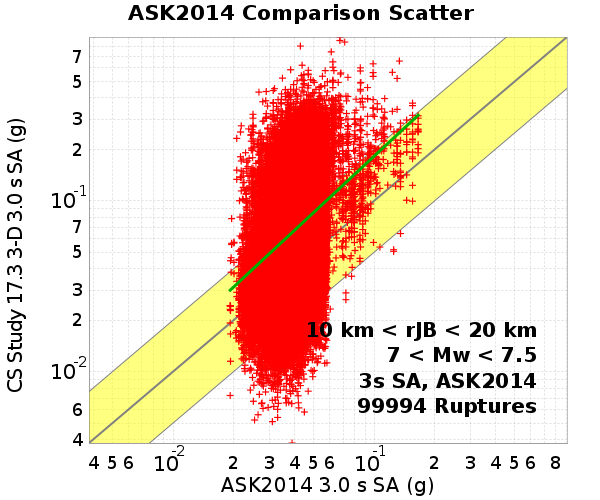 ASK2014 Comparison Scatter
CS Study 17.3 3-D 3.0 s SA (g)
7
5
3
2
10-1
7
5
3
2
10-2
6
4
10 km < rJB < 20 km
7 < Mw < 7.5
3s SA, ASK2014
99994 Ruptures
4 5 6 10-2 2 3 4 5 6 10-1 2 3 4 5 6 8
ASK2014 3.0 s SA (g)